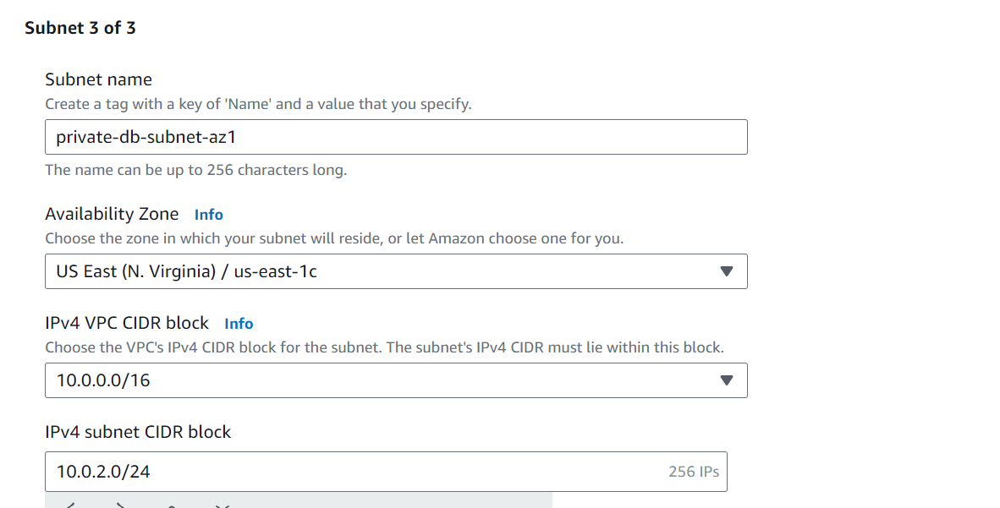 Subnet 3 of 3
Subnet name
Create a tag with a key of 'Name' and a value that you specify.
private-db-subnet-az1
The name can be up to 256 characters long.
Availability Zone Info
Choose the zone in which your subnet will reside, or let Amazon choose one for you.
US East (N. Virginia) / us-east-1c
IPv4 VPC CIDR block Info
Choose the VPC's IPv4 CIDR block for the subnet. The subnet's IPv4 CIDR must lie within this block.
10.0.0.0/16
IPv4 subnet CIDR block
10.0.2.0/24 256 IPs